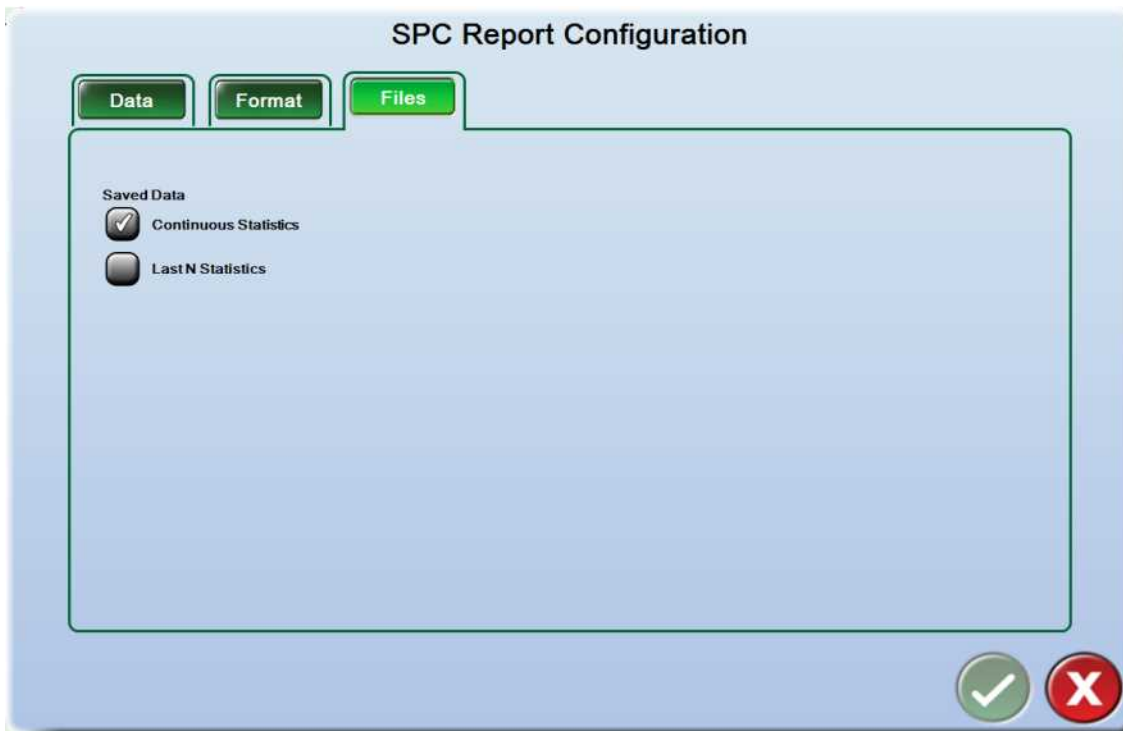 SPC Report Configuration
Data Format Files
Saved Data
Continuous Statistics
Last N Statistics